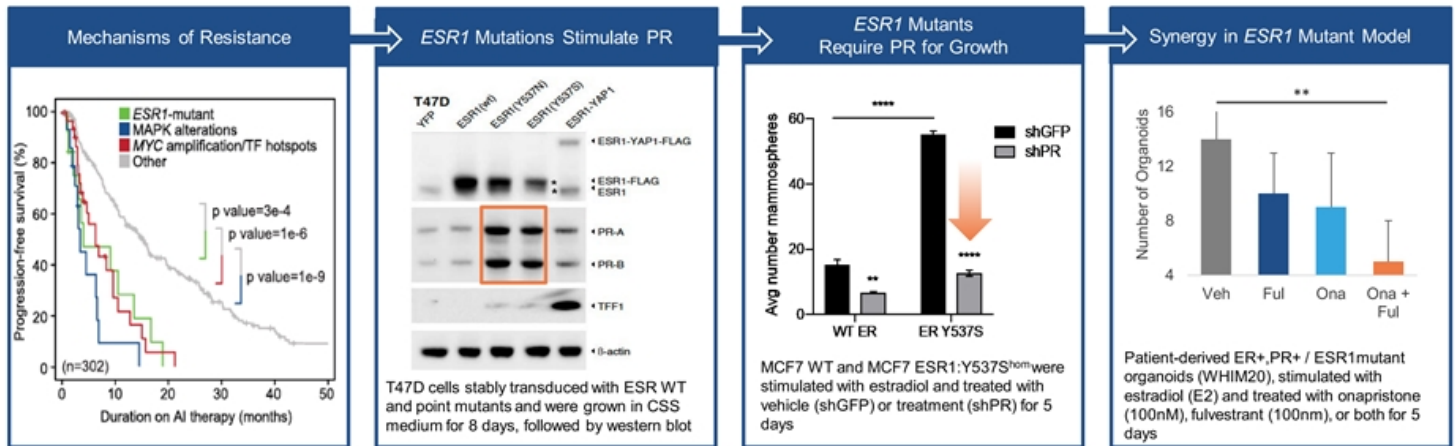 Mechanisms of Resistance
Progression-free survival (%)
100
80
60
40
20
0
ESR1-mutant
MAPK alterations
MYC amplification/TF hotspots
Other
p value=3e-4
p value=1e-6
p value=1e-9
(n=302)
0 10 20 30 40 50
Duration on AI therapy (months)
ESR1 Mutations Stimulate PR
T47D
YFP
ESR1(wt)
ESR1(Y537N)
ESR1(Y537S)
ESR1-YAP1
ESR1-YAP1-FLAG
ESR1-FLAG
*
* ESR1
PR-A
PR-B
TFF1
ß-actin
T47D cells stably transduced with ESR WT
and point mutants and were grown in CSS
medium for 8 days, followed by western blot
ESR1 Mutants
Require PR for Growth
Avg number mammospheres
60
40
20
0
****
shGFP
shPR
**
****
WT ER
ER Y537S
MCF7 WT and MCF7 ESR1:Y537Shom were
stimulated with estradiol and treated with
vehicle (shGFP) or treatment (shPR) for 5
days
Synergy in ESR1 Mutant Model
Number of Organoids
16
12
8
4
**
Veh
Ful
Ona
Ona +
Ful
Patient-derived ER+,PR+ / ESR1mutant
organoids (WHIM20), stimulated with
estradiol (E2) and treated with onapristone
(100nM), fulvestrant (100nm), or both for 5
days